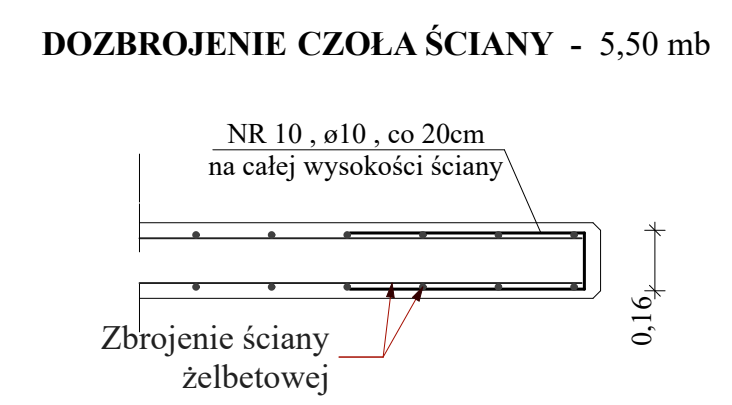 DOZBROJENIE CZOŁA ŚCIANY - 5,50 mb
NR 10 , ø10 , co 20cm
na całej wysokości ściany
0,16
Zbrojenie ściany
żelbetowej